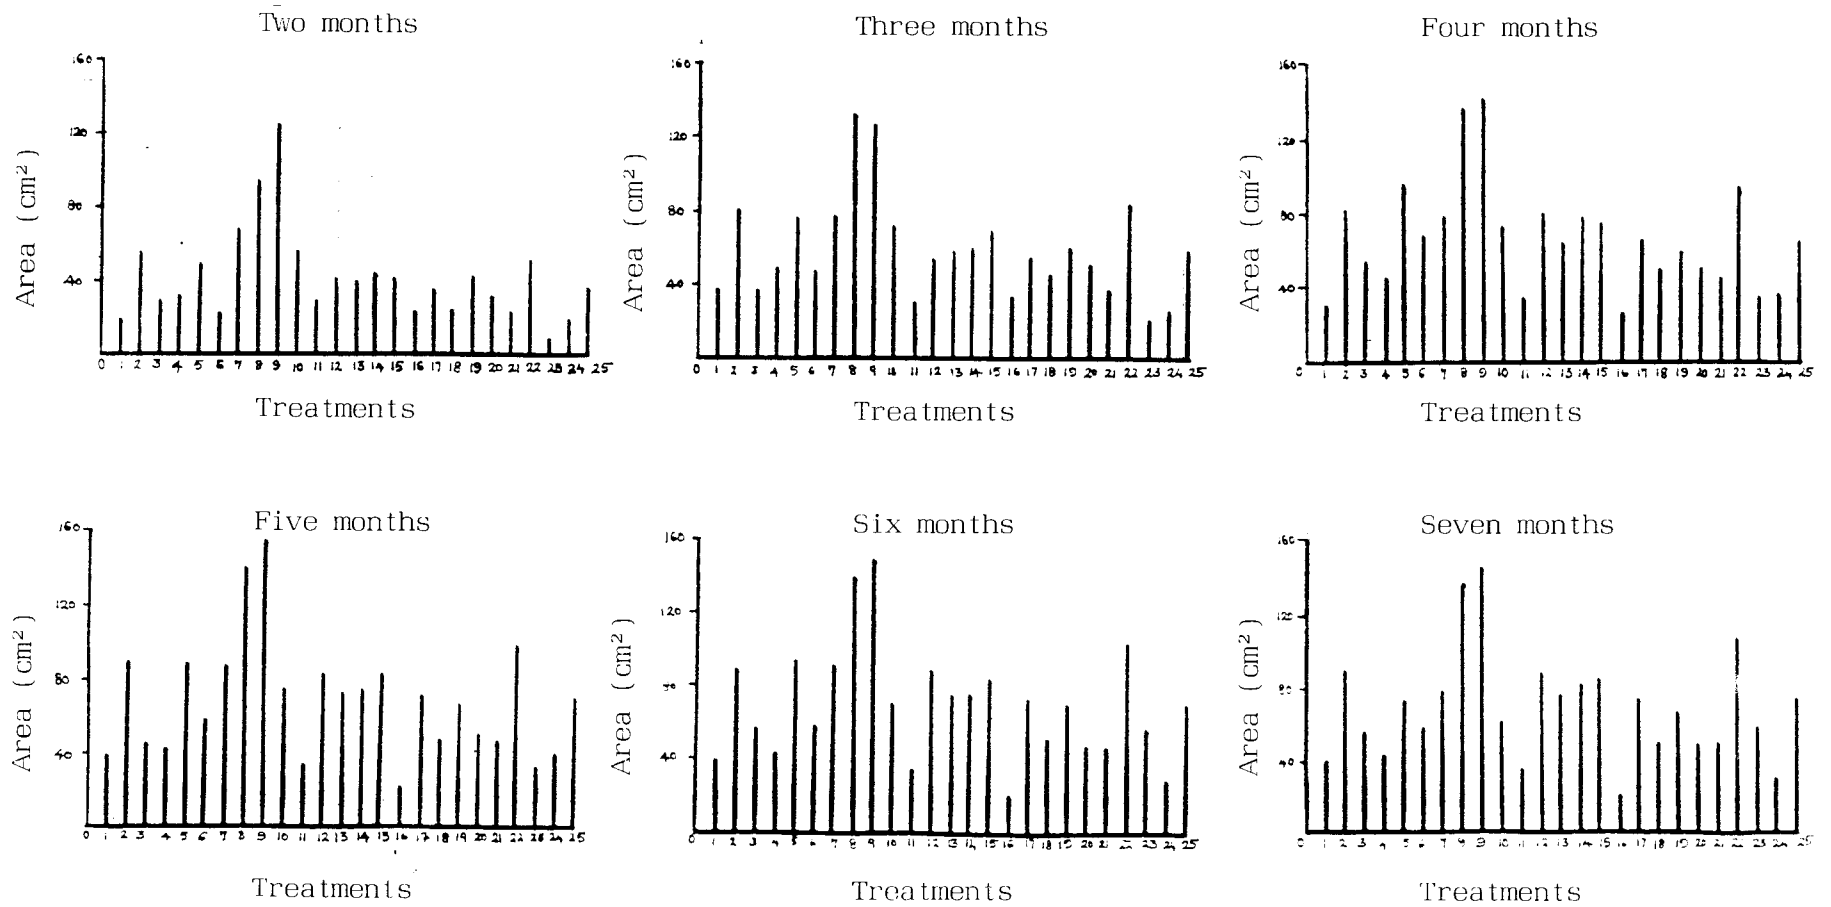 Two months
160
120
80
40
Area (cm²)
0 1 2 3 4 5 6 7 8 9 10 11 12 13 14 15 16 17 18 19 20 21 22 23 24 25
Treatments
Three months
160
120
80
40
Area (cm²)
0 1 2 3 4 5 6 7 8 9 11 12 13 14 15 16 17 18 19 20 21 22 23 24 25
Treatments
Four months
160
120
80
40
Area (cm²)
0 1 2 3 4 5 6 7 8 9 10 11 12 13 14 15 16 17 18 19 20 21 22 23 24 25
Treatments
Five months
160
120
80
40
Area (cm²)
0 1 2 3 4 5 6 7 8 9 10 11 12 13 14 15 16 17 18 19 20 21 22 23 24 25
Treatments
Six months
160
120
80
40
Area (cm²)
0 1 2 3 4 5 6 7 8 9 10 11 12 13 14 15 16 17 18 19 20 21 22 23 24 25
Treatments
Seven months
160
120
80
40
Area (cm²)
0 1 2 3 4 5 6 7 8 9 10 11 12 13 14 15 16 17 18 19 20 21 22 23 24 25
Treatments